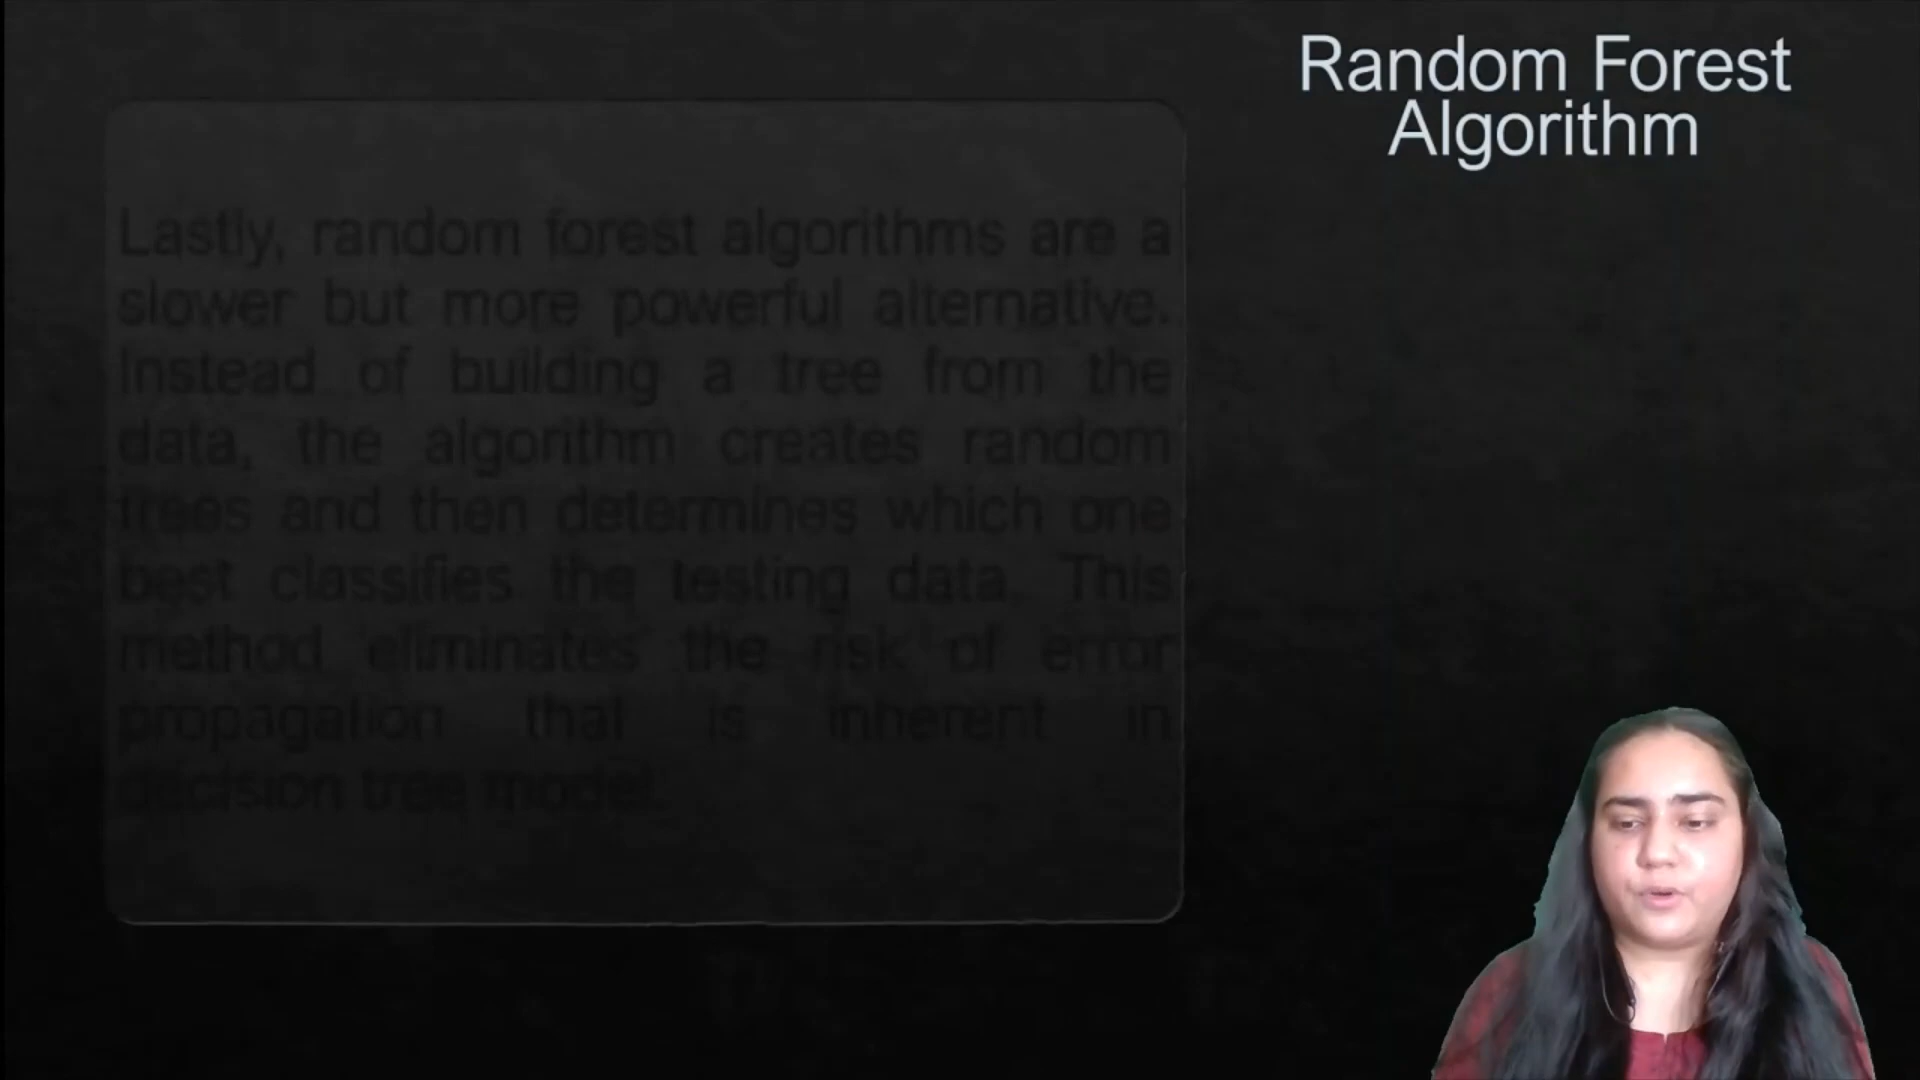 Random Forest
Algorithm
Lastly, random forest algorithms are a
slower but more powerful alternative.
Instead of building a tree from the
data, the algorithm creates random
trees and then determines which one
best classifies the testing data. This
method eliminates the risk of error
propagation that is inherent in
decision tree model.